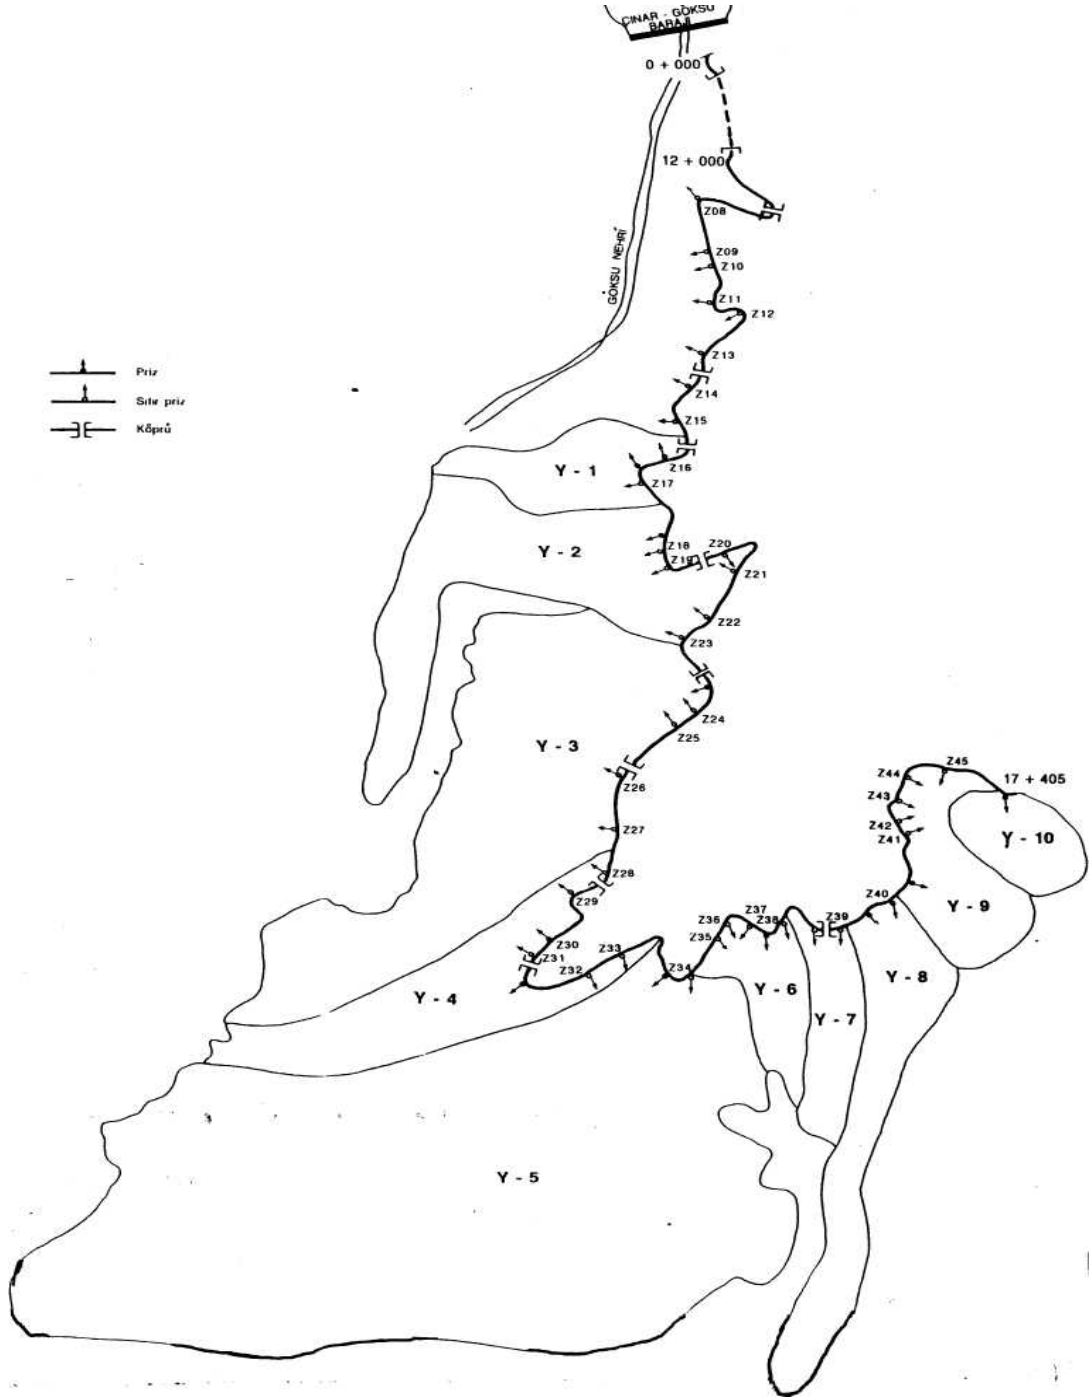 ÇINAR - GÖKSU
BARAJI
0 + 000
12 + 000
GÖKSU NEHRİ
Z08
Z09
Z10
Z11
Z12
Z13
Z14
Z15
Priz
Sıfır priz
Köprü
Y - 1
Z16
Z17
Y - 2
Z18
Z19
Z20
Z21
Z22
Z23
Z24
Z25
Y - 3
Z26
Z27
Z28
Z29
Z30
Z31
Z32
Z33
Z34
Z35
Z36
Z37
Z38
Z39
Z40
Z41
Z42
Z43
Z44
Z45
17 + 405
Y - 10
Y - 9
Y - 8
Y - 7
Y - 6
Y - 4
Y - 5